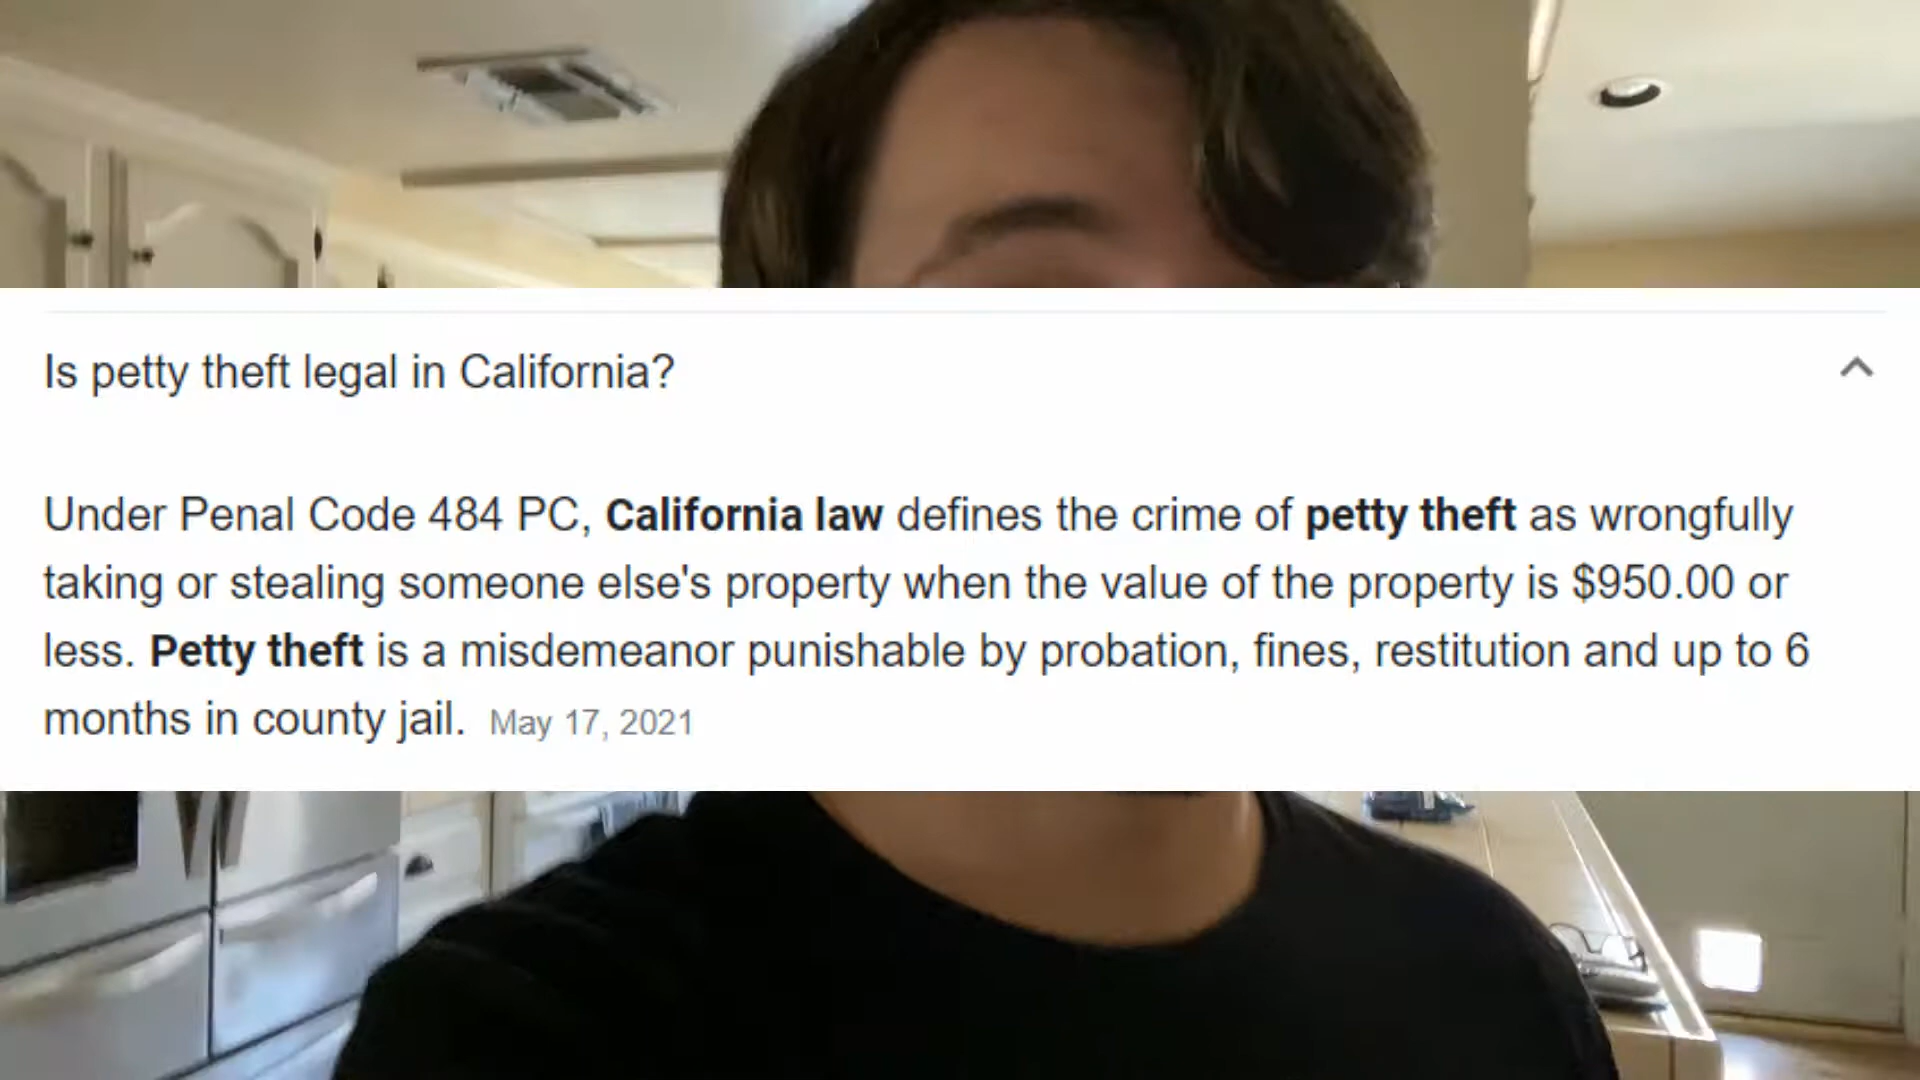 Is petty theft legal in California?
Under Penal Code 484 PC, California law defines the crime of petty theft as wrongfully
taking or stealing someone else's property when the value of the property is $950.00 or
less. Petty theft is a misdemeanor punishable by probation, fines, restitution and up to 6
months in county jail. May 17, 2021